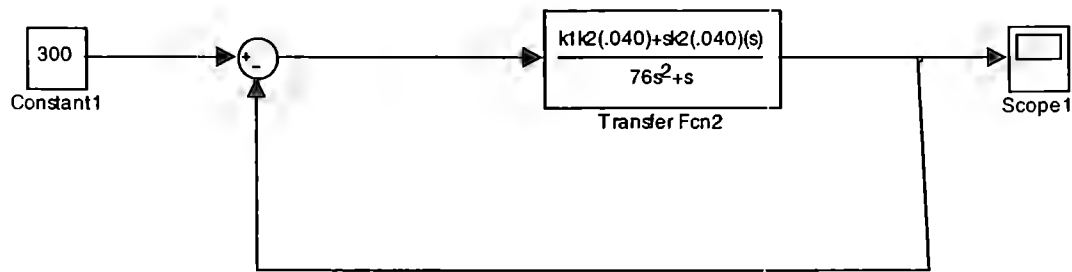 300
Constant1
+
−
k1k2(.040)+sk2(.040)(s)
76s²+s
Transfer Fcn2
Scope1